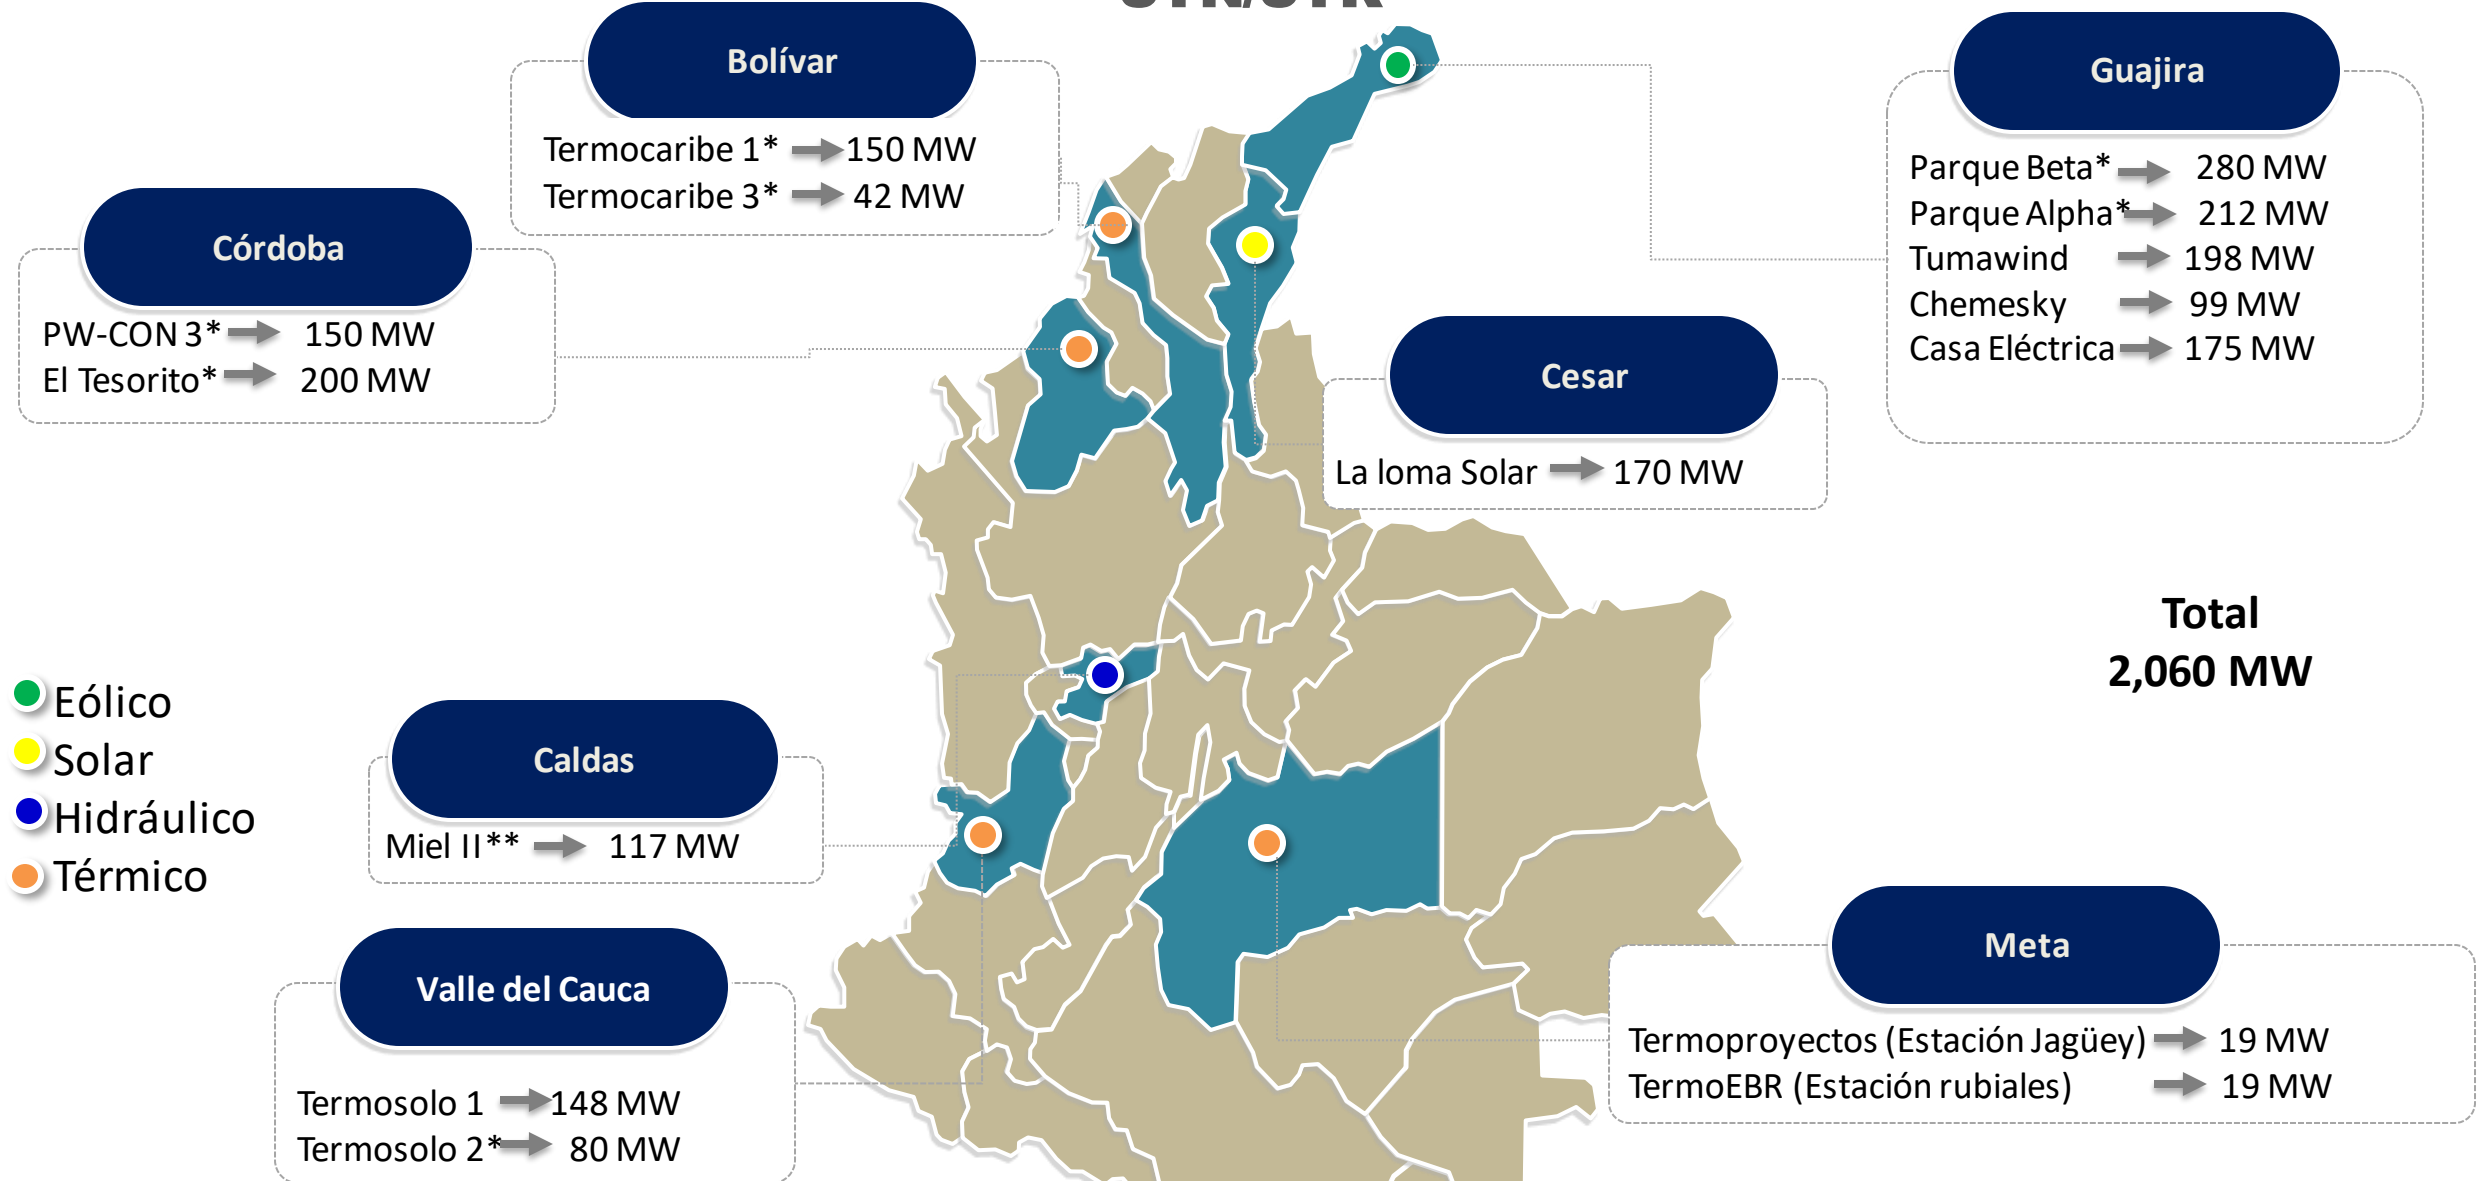 Bolívar
Termocaribe 1* 150 MW
Termocaribe 3* 42 MW
Guajira
Parque Beta* 280 MW
Parque Alpha* 212 MW
Tumawind 198 MW
Chemesky 99 MW
Casa Eléctrica 175 MW
Córdoba
PW-CON 3* 150 MW
El Tesorito* 200 MW
Cesar
La loma Solar 170 MW
Total
2,060 MW
Eólico
Solar
Hidráulico
Térmico
Caldas
Miel II** 117 MW
Valle del Cauca
Termosolo 1 148 MW
Termosolo 2* 80 MW
Meta
Termoproyectos (Estación Jagüey) 19 MW
TermoEBR (Estación rubiales) 19 MW